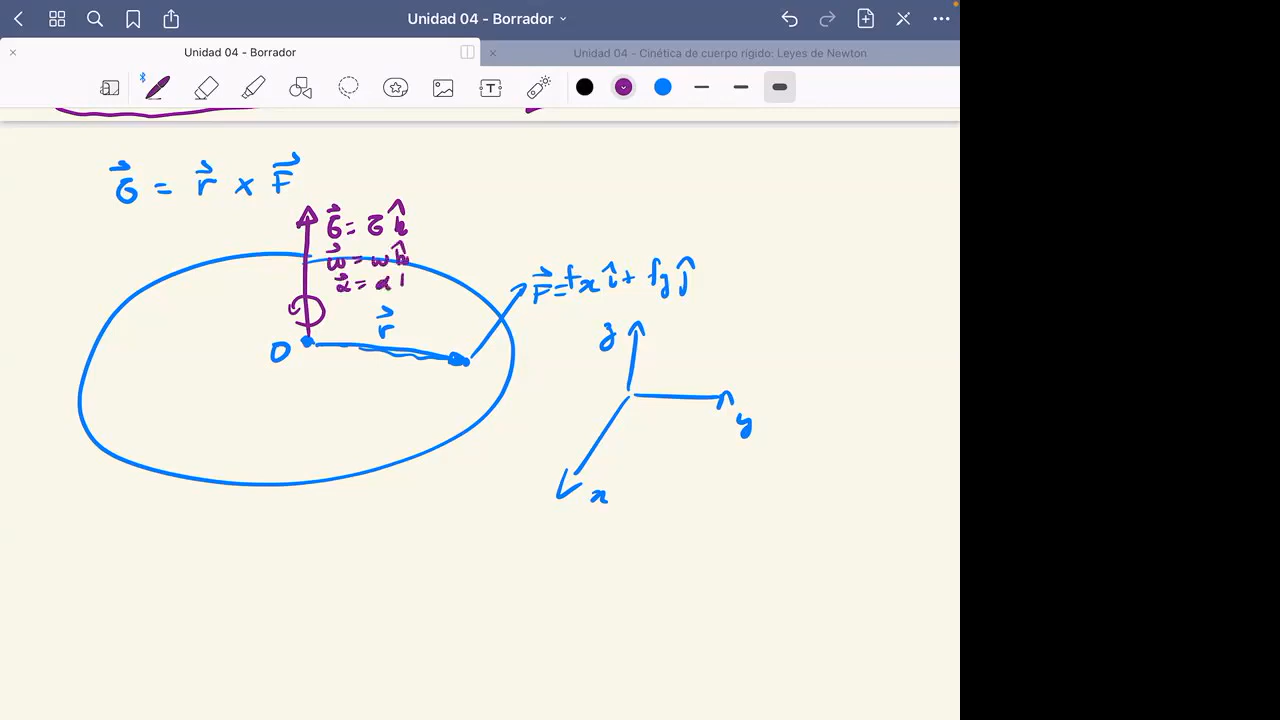 Unidad 04 - Borrador
Unidad 04 - Borrador
Unidad 04 - Cinética de cuerpo rígido: Leyes de Newton
T
τ⃗ = r⃗ × F⃗
τ⃗ = τ k̂
ω⃗ = ω k̂
α⃗ = α
r⃗
O
F⃗ = fx î + fy ĵ
z
y
x